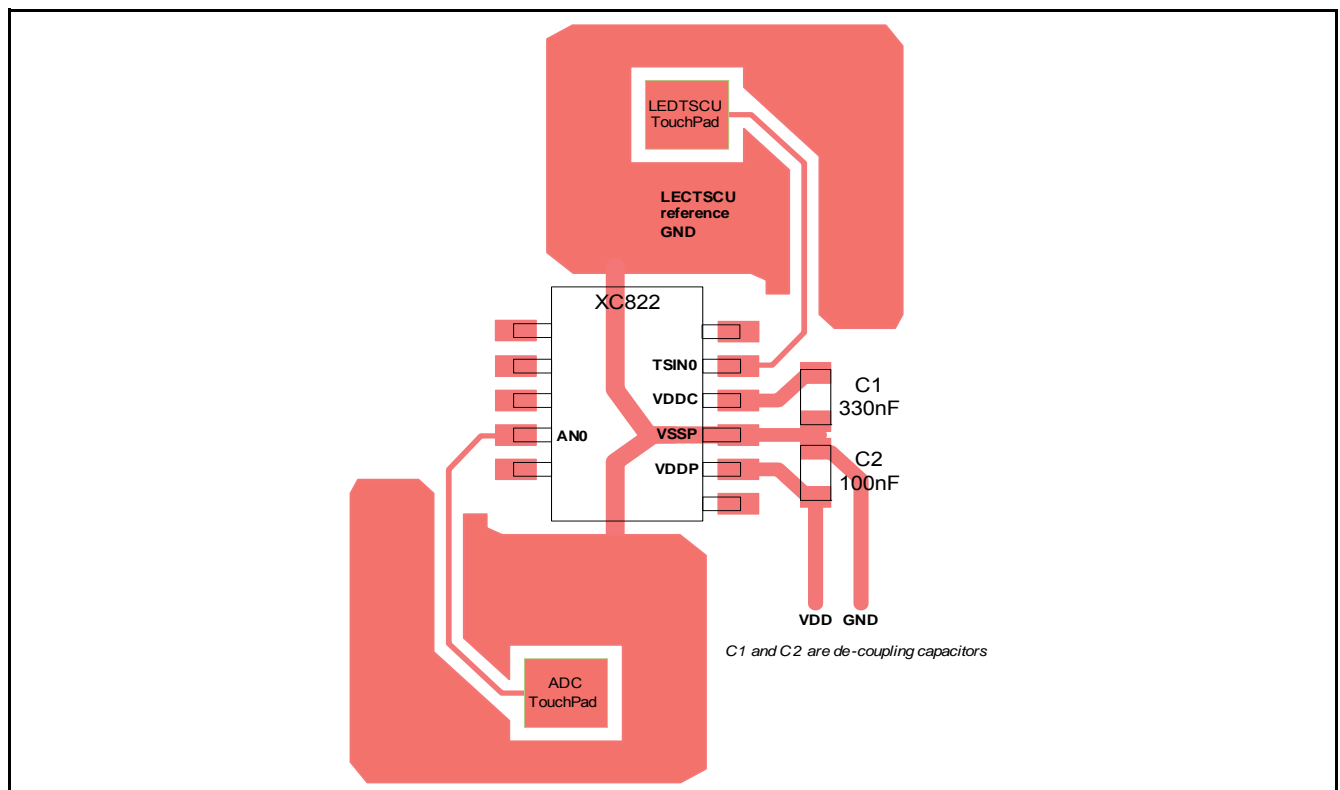 LEDTSCU
TouchPad
LECTSCU
reference
GND
XC822
TSIN0
VDDC
C1
330nF
AN0
VSSP
VDDP
C2
100nF
VDD GND
C1 and C2 are de-coupling capacitors
ADC
TouchPad